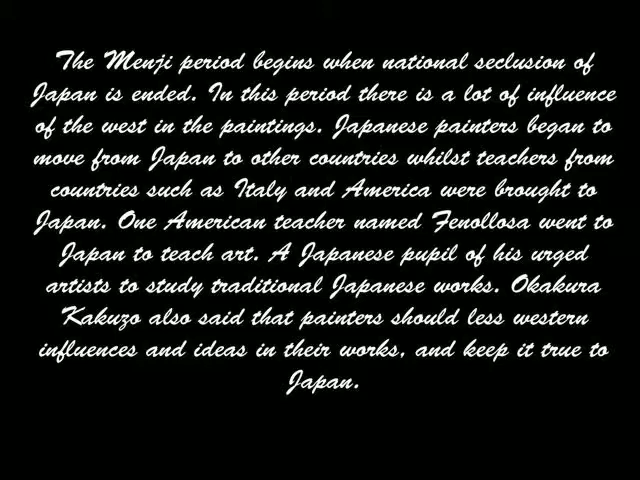 The Menji period begins when national seclusion of
Japan is ended. In this period there is a lot of influence
of the west in the paintings. Japanese painters began to
move from Japan to other countries whilst teachers from
countries such as Italy and America were brought to
Japan. One American teacher named Fenollosa went to
Japan to teach art. A Japanese pupil of his urged
artists to study traditional Japanese works. Okakura
Kakuzo also said that painters should less western
influences and ideas in their works, and keep it true to
Japan.